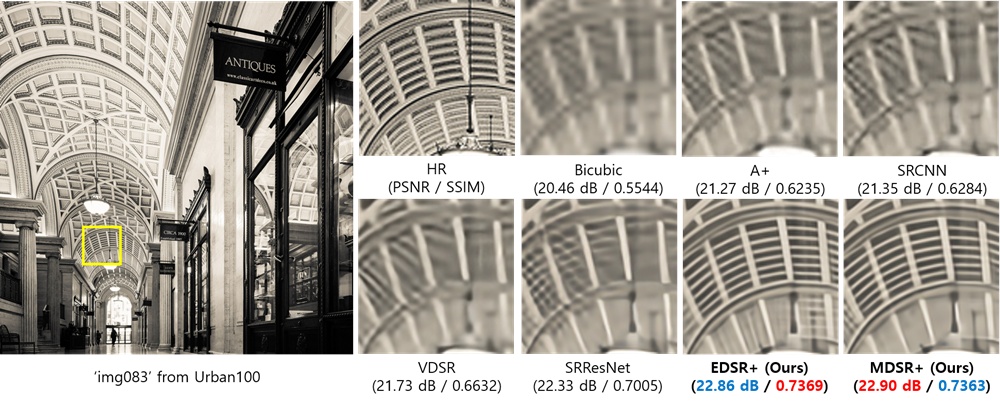 ANTIQUES
www.classicprintees.co.uk
CIRCA 1900
HR
(PSNR / SSIM)
Bicubic
(20.46 dB / 0.5544)
A+
(21.27 dB / 0.6235)
SRCNN
(21.35 dB / 0.6284)
VDSR
(21.73 dB / 0.6632)
SRResNet
(22.33 dB / 0.7005)
EDSR+ (Ours)
(22.86 dB / 0.7369)
MDSR+ (Ours)
(22.90 dB / 0.7363)
'img083' from Urban100